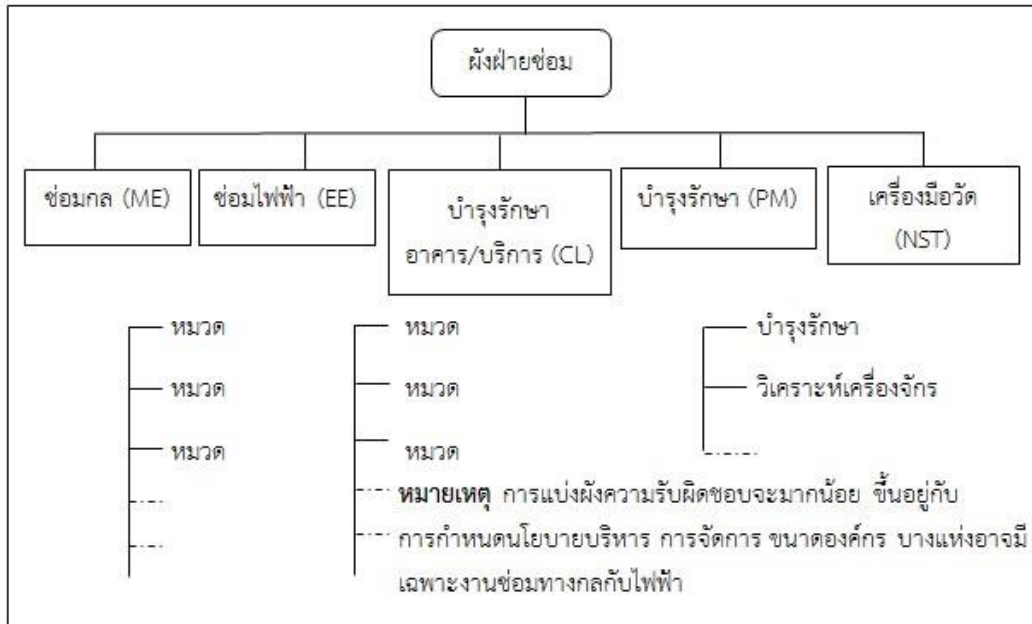 ผังฝ่ายซ่อม
ซ่อมกล (ME)
ซ่อมไฟฟ้า (EE)
บำรุงรักษา
อาคาร/บริการ (CL)
บำรุงรักษา (PM)
เครื่องมือวัด
(NST)
หมวด
หมวด
หมวด
หมวด
หมวด
หมวด
บำรุงรักษา
วิเคราะห์เครื่องจักร
หมายเหตุ การแบ่งผังความรับผิดชอบจะมากน้อย ขึ้นอยู่กับ
การกำหนดนโยบายบริหาร การจัดการ ขนาดองค์กร บางแห่งอาจมี
เฉพาะงานซ่อมทางกลกับไฟฟ้า